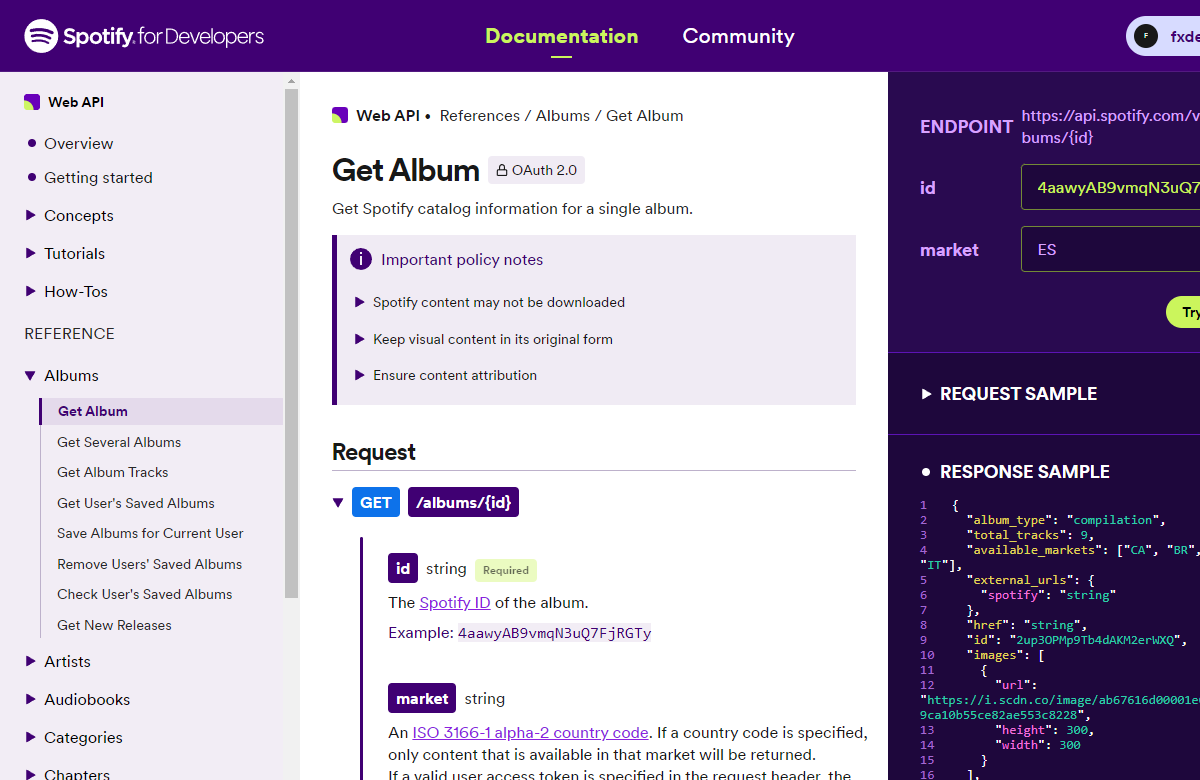 Spotify for Developers
Documentation
Community
F
fxde
Web API
Overview
Getting started
Concepts
Tutorials
How-Tos
REFERENCE
Albums
Get Album
Get Several Albums
Get Album Tracks
Get User's Saved Albums
Save Albums for Current User
Remove Users' Saved Albums
Check User's Saved Albums
Get New Releases
Artists
Audiobooks
Categories
Chapters
Web API • References / Albums / Get Album
Get Album OAuth 2.0
Get Spotify catalog information for a single album.
i Important policy notes
Spotify content may not be downloaded
Keep visual content in its original form
Ensure content attribution
Request
GET /albums/{id}
id string Required
The Spotify ID of the album.
Example: 4aawyAB9vmqN3uQ7FjRGTy
market string
An ISO 3166-1 alpha-2 country code. If a country code is specified,
only content that is available in that market will be returned.
If a valid user access token is specified in the request header, the
ENDPOINT
https://api.spotify.com/v
bums/{id}
id
4aawyAB9vmqN3uQ7
market
ES
Try
REQUEST SAMPLE
RESPONSE SAMPLE
1 {
2 "album_type": "compilation",
3 "total_tracks": 9,
4 "available_markets": ["CA", "BR",
"IT"],
5 "external_urls": {
6 "spotify": "string"
7 },
8 "href": "string",
9 "id": "2up3OPMp9Tb4dAKM2erWXQ",
10 "images": [
11 {
12 "url":
"https://i.scdn.co/image/ab67616d00001e
9ca10b55ce82ae553c8228",
13 "height": 300,
14 "width": 300
15 }
16 ],